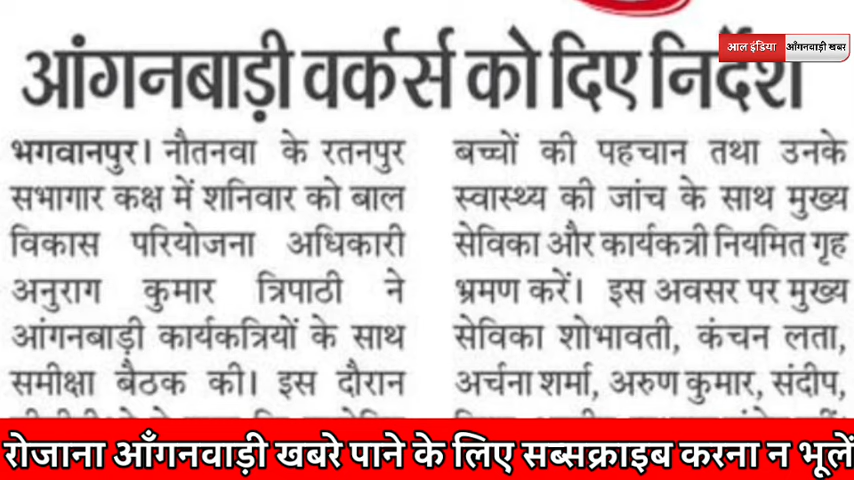 आल इंडिया आँगनवाड़ी खबर
आंगनबाड़ी वर्कर्स को दिए निर्देश
भगवानपुर। नौतनवा के रतनपुर
सभागार कक्ष में शनिवार को बाल
विकास परियोजना अधिकारी
अनुराग कुमार त्रिपाठी ने
आंगनबाड़ी कार्यकत्रियों के साथ
समीक्षा बैठक की। इस दौरान
बच्चों की पहचान तथा उनके
स्वास्थ्य की जांच के साथ मुख्य
सेविका और कार्यकत्री नियमित गृह
भ्रमण करें। इस अवसर पर मुख्य
सेविका शोभावती, कंचन लता,
अर्चना शर्मा, अरुण कुमार, संदीप,
रोजाना आँगनवाड़ी खबरे पाने के लिए सब्सक्राइब करना न भूलें